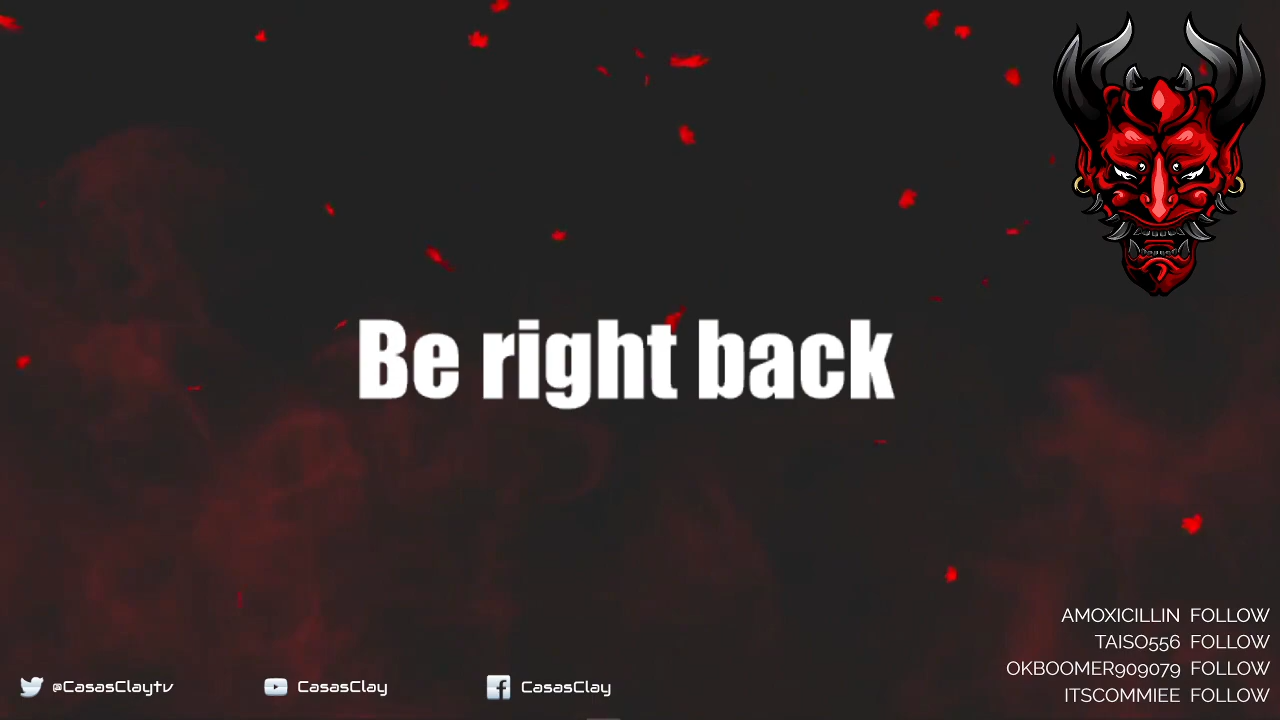 Be right back
AMOXICILLIN FOLLOW
TAISO556 FOLLOW
OKBOOMER909079 FOLLOW
ITSCOMMIEE FOLLOW
@CasasClaytv CasasClay CasasClay